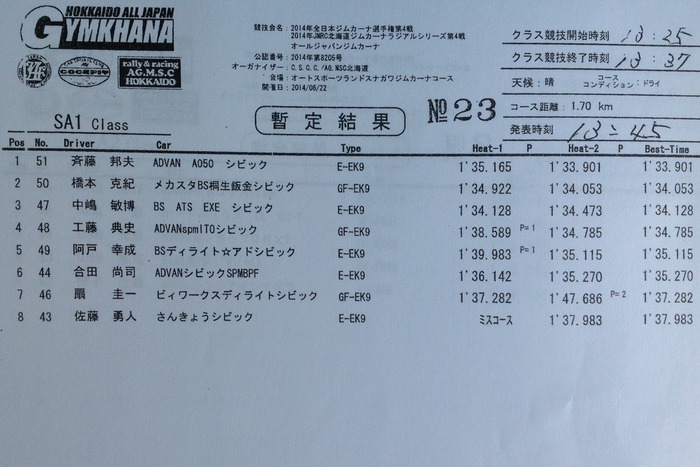 HOKKAIDO ALL JAPAN
GYMKHANA
COCKPIT
rally & racing
AG.M.S.C
HOKKAIDO
競技会名:2014年全日本ジムカーナ選手権第4戦
2014年JMRC北海道ジムカーナラジアルシリーズ第4戦
オールジャパンジムカーナ
公認番号:2014年第8205号
オーガナイザー:C.S.C.C./AG.MSC北海道
会場:オートスポーツランドスナガワジムカーナコース
開催日:2014/06/22
クラス競技開始時刻 13:25
クラス競技終了時刻 13:37
天候:晴 コースコンディション:ドライ
コース距離: 1.70 km
発表時刻 13:45
SA1 Class
暫定結果
No 23
Pos No. Driver Car Type Heat-1 P Heat-2 P Best-Time
1 51 斉藤 邦夫 ADVAN A050 シビック E-EK9 1'35.165 1'33.901 1'33.901
2 50 橋本 克紀 メカスタBS桐生鈑金シビック GF-EK9 1'34.922 1'34.053 1'34.053
3 47 中嶋 敏博 BS ATS EXE シビック E-EK9 1'34.128 1'34.473 1'34.128
4 48 工藤 典史 ADVANspmITOシビック GF-EK9 1'38.589 P=1 1'34.785 1'34.785
5 49 阿戸 幸成 BSディライト☆アドシビック E-EK9 1'39.983 P=1 1'35.115 1'35.115
6 44 合田 尚司 ADVANシビックSPMBPF E-EK9 1'36.142 1'35.270 1'35.270
7 46 扇 圭一 ビィワークスディライトシビック GF-EK9 1'37.282 1'47.686 P=2 1'37.282
8 43 佐藤 勇人 さんきょうシビック E-EK9 ミスコース 1'37.983 1'37.983